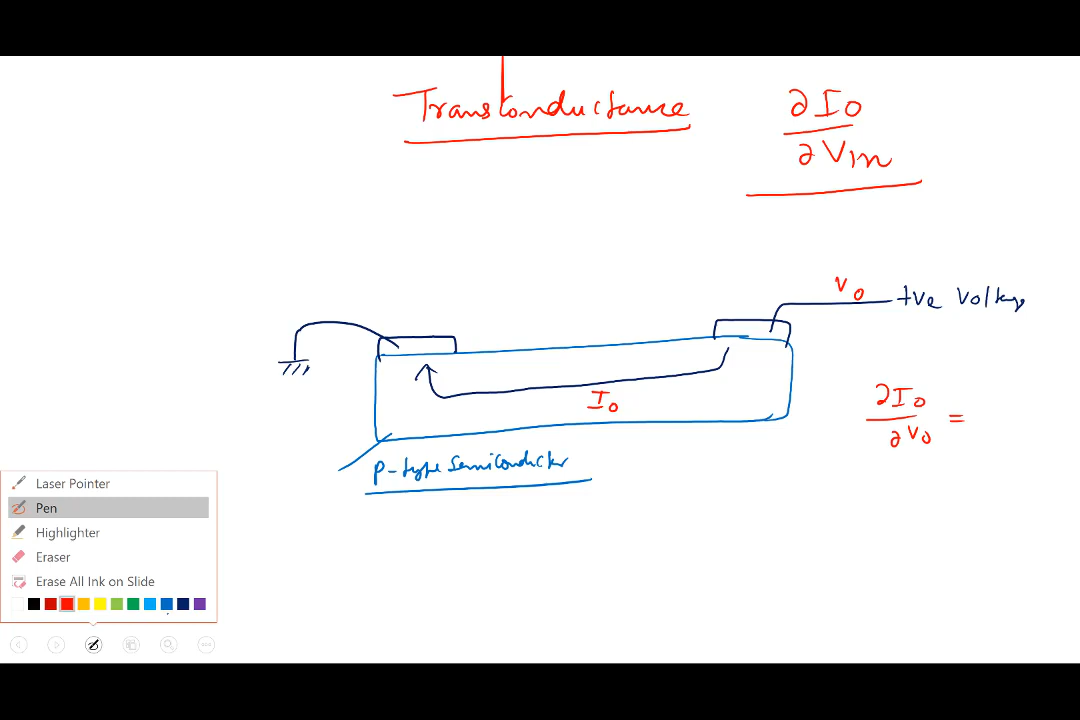 Transconductance
∂Io
∂Vin
Vo
+ve Voltage
Io
∂Io
∂Vo
=
p-type Semiconductor
Laser Pointer
Pen
Highlighter
Eraser
Erase All Ink on Slide